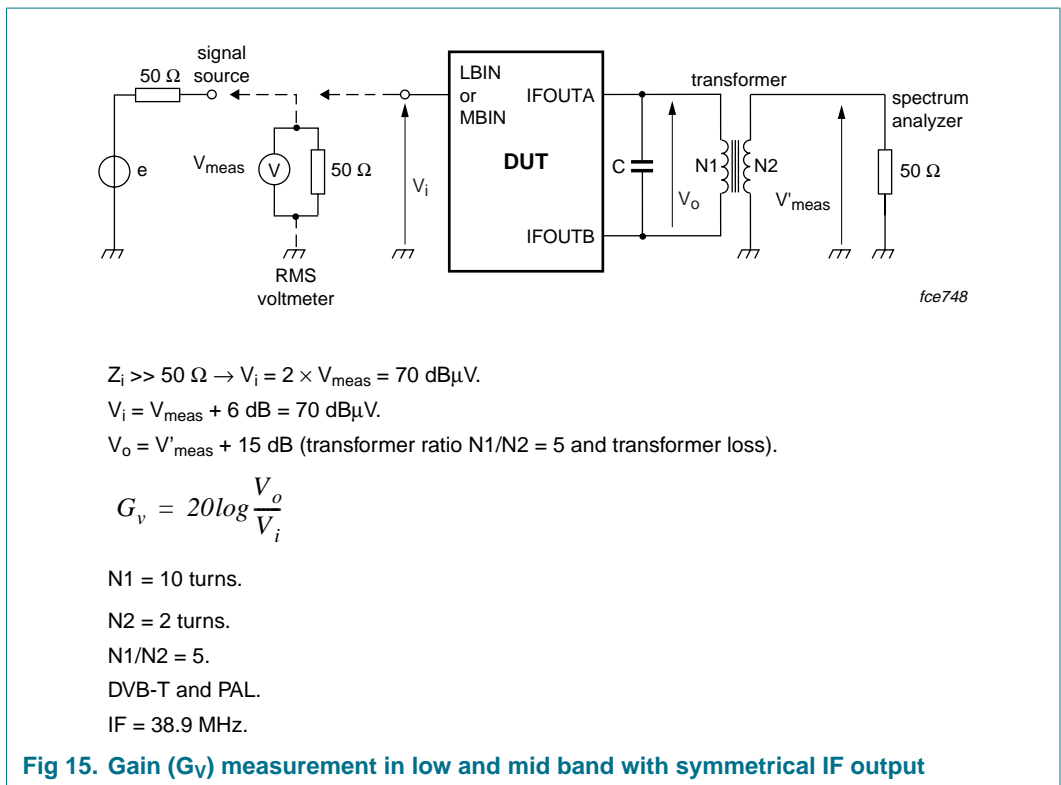 signal
source
50 Ω
e
Vmeas
V
50 Ω
RMS
voltmeter
Vi
LBIN
or
MBIN
IFOUTA
DUT
IFOUTB
C
Vo
transformer
N1
N2
V'meas
spectrum
analyzer
50 Ω
fce748
Zi >> 50 Ω → Vi = 2 × Vmeas = 70 dBμV.
Vi = Vmeas + 6 dB = 70 dBμV.
Vo = V'meas + 15 dB (transformer ratio N1/N2 = 5 and transformer loss).
Gv = 20log Vo/Vi
N1 = 10 turns.
N2 = 2 turns.
N1/N2 = 5.
DVB-T and PAL.
IF = 38.9 MHz.
Fig 15. Gain (GV) measurement in low and mid band with symmetrical IF output